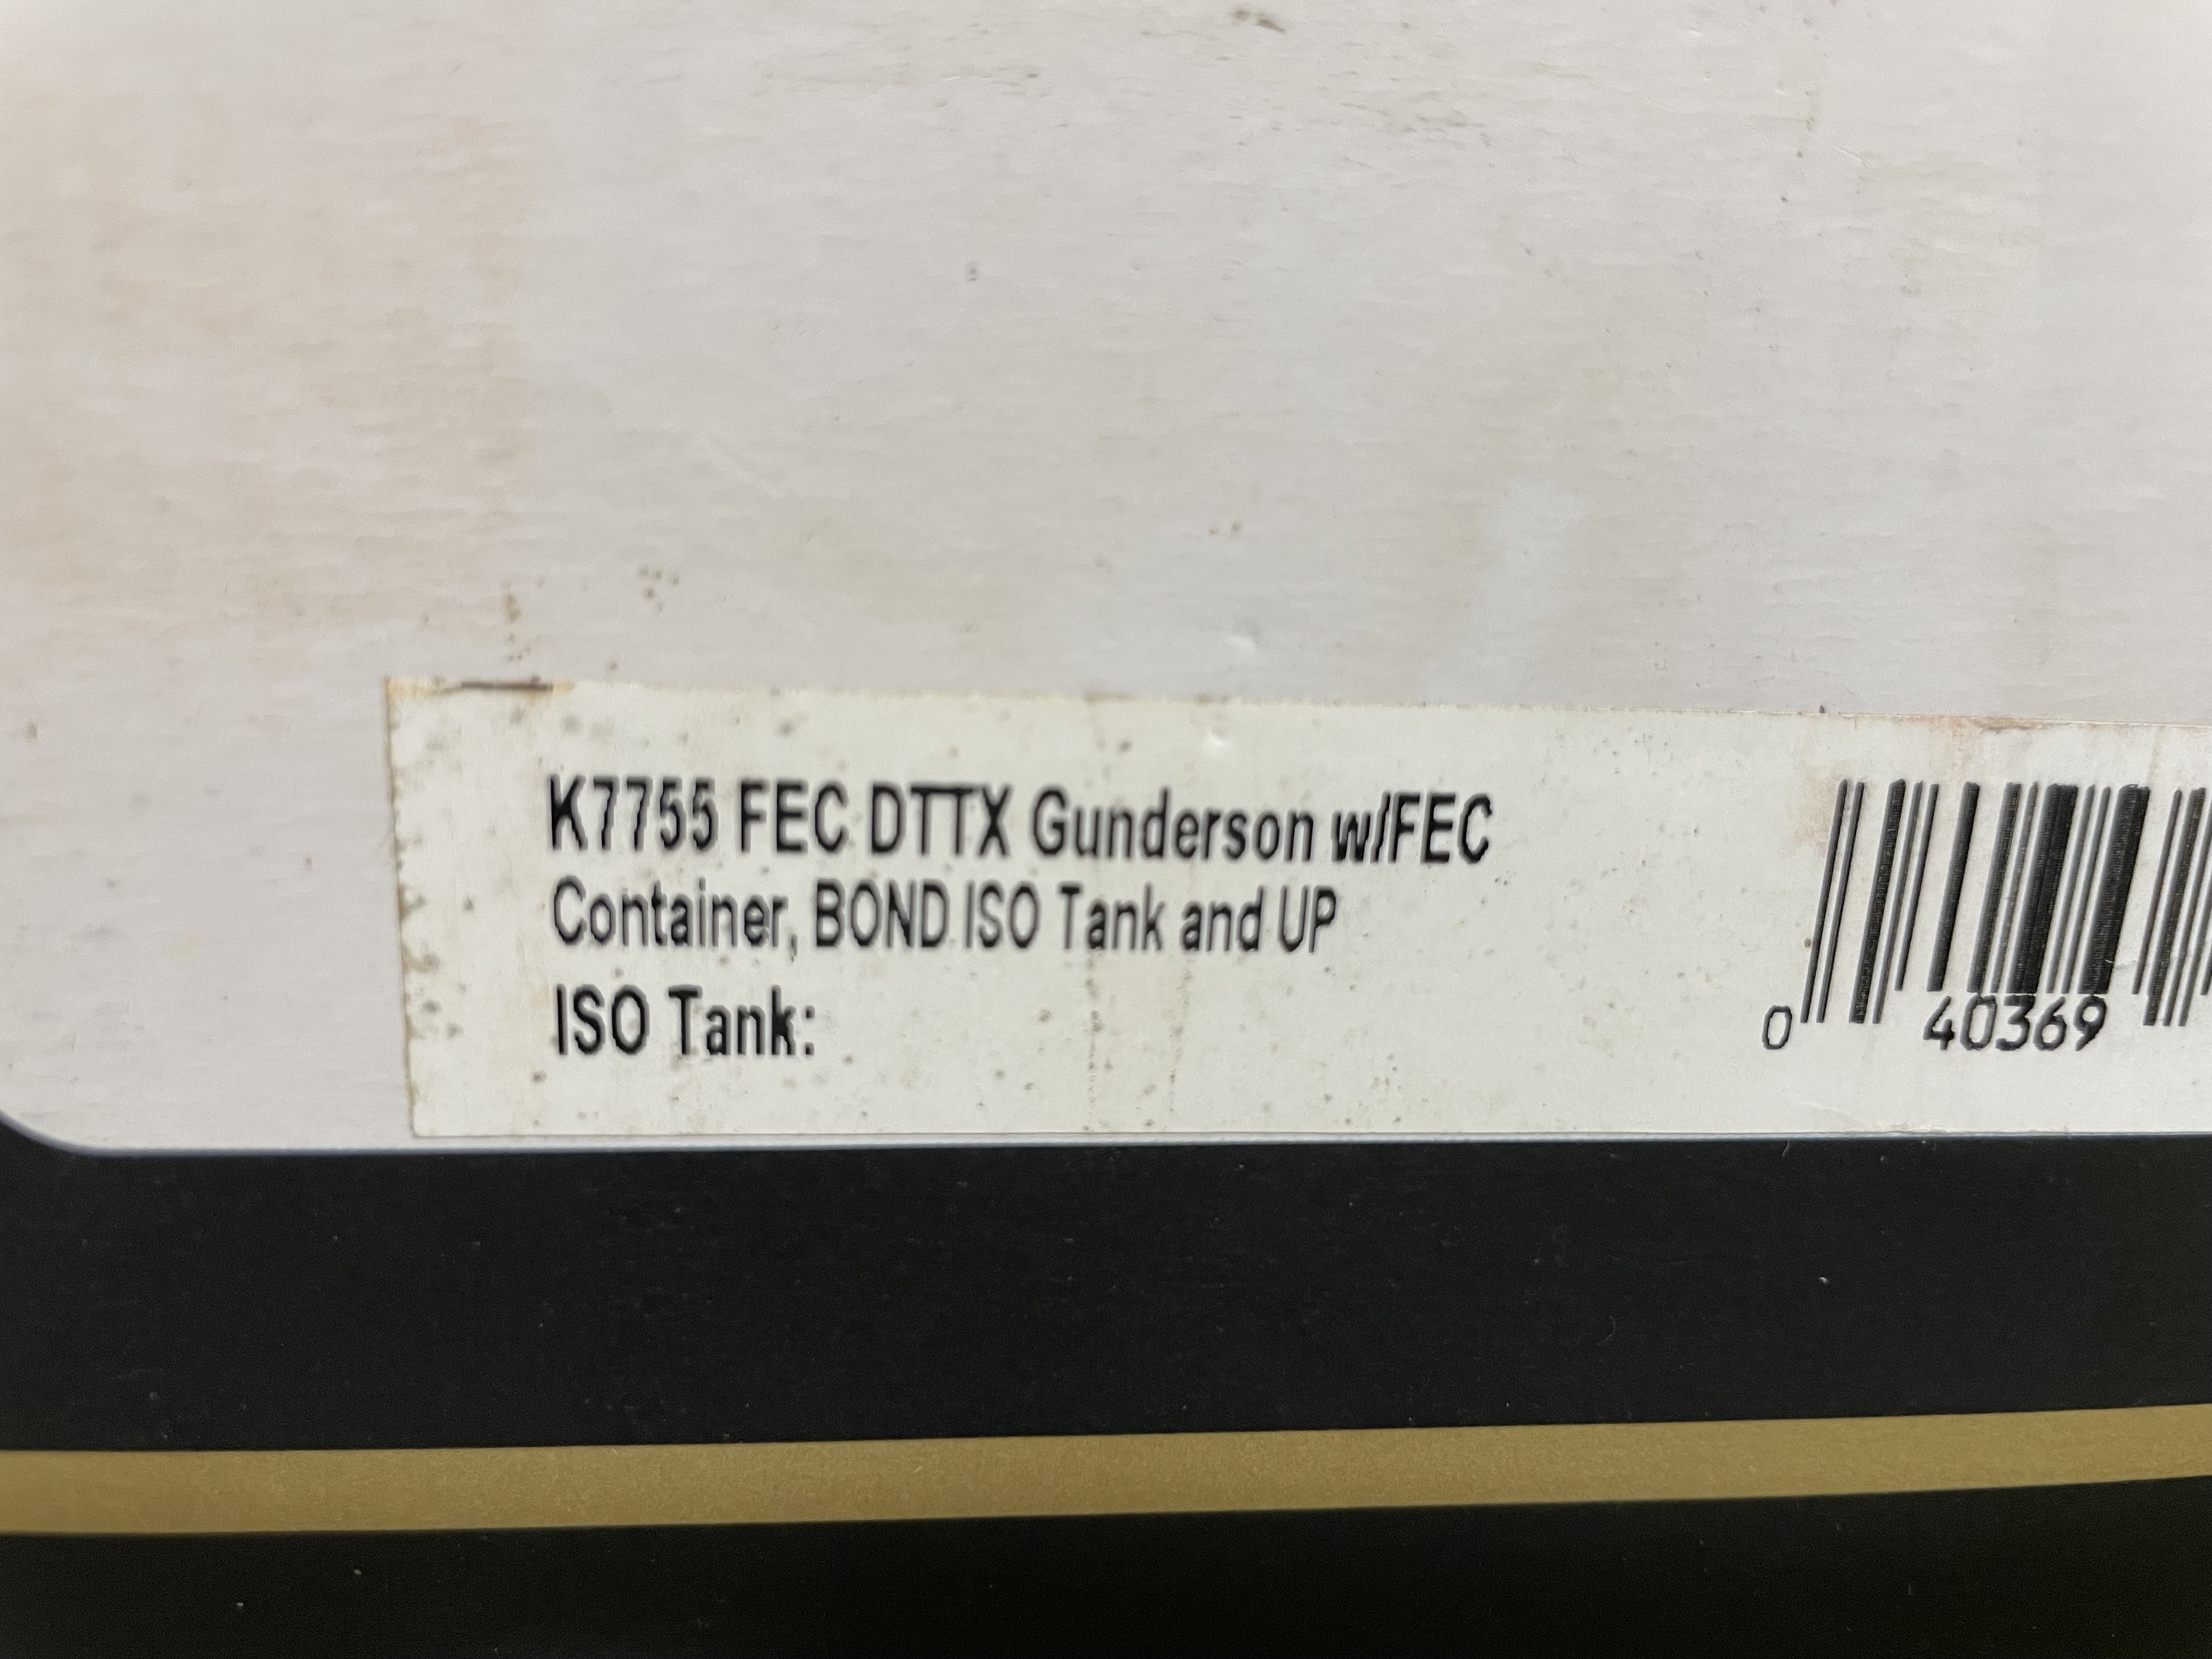 K7755 FEC DTTX Gunderson w/FEC
Container, BOND ISO Tank and UP
ISO Tank:
0 40369